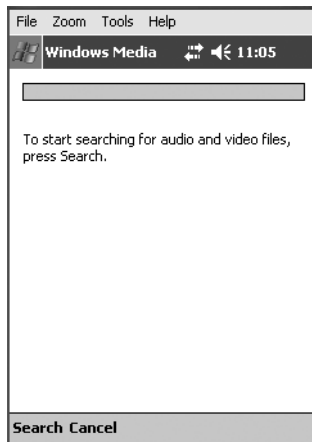 File Zoom Tools Help
Windows Media 11:05
To start searching for audio and video files,
press Search.
Search Cancel